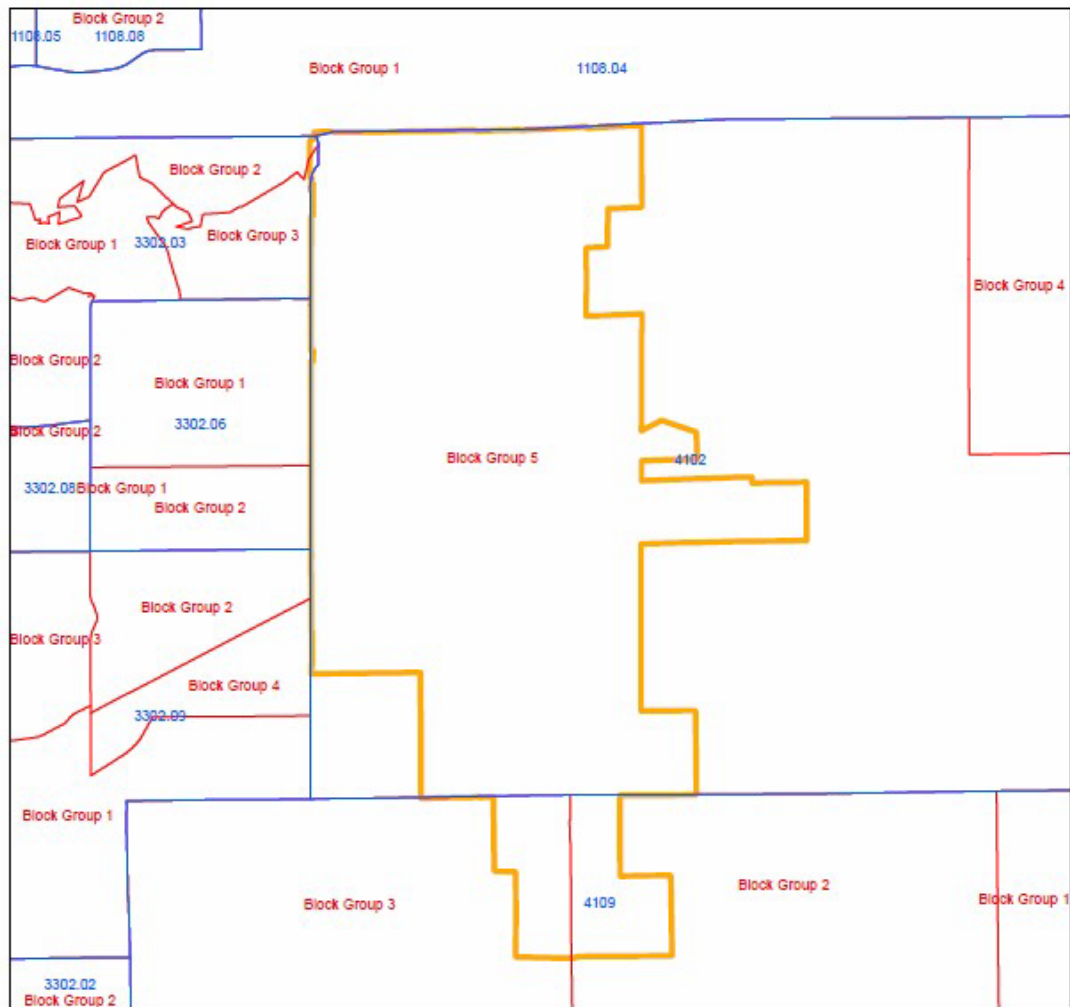 Block Group 2
1108.05
1108.08
Block Group 1
1108.04
Block Group 2
Block Group 3
Block Group 1
3302.03
Block Group 4
Block Group 2
Block Group 1
3302.06
Block Group 2
Block Group 5
4102
3302.08
Block Group 1
Block Group 2
Block Group 2
Block Group 3
Block Group 4
3302.09
Block Group 1
Block Group 3
4109
Block Group 2
Block Group 1
3302.02
Block Group 2